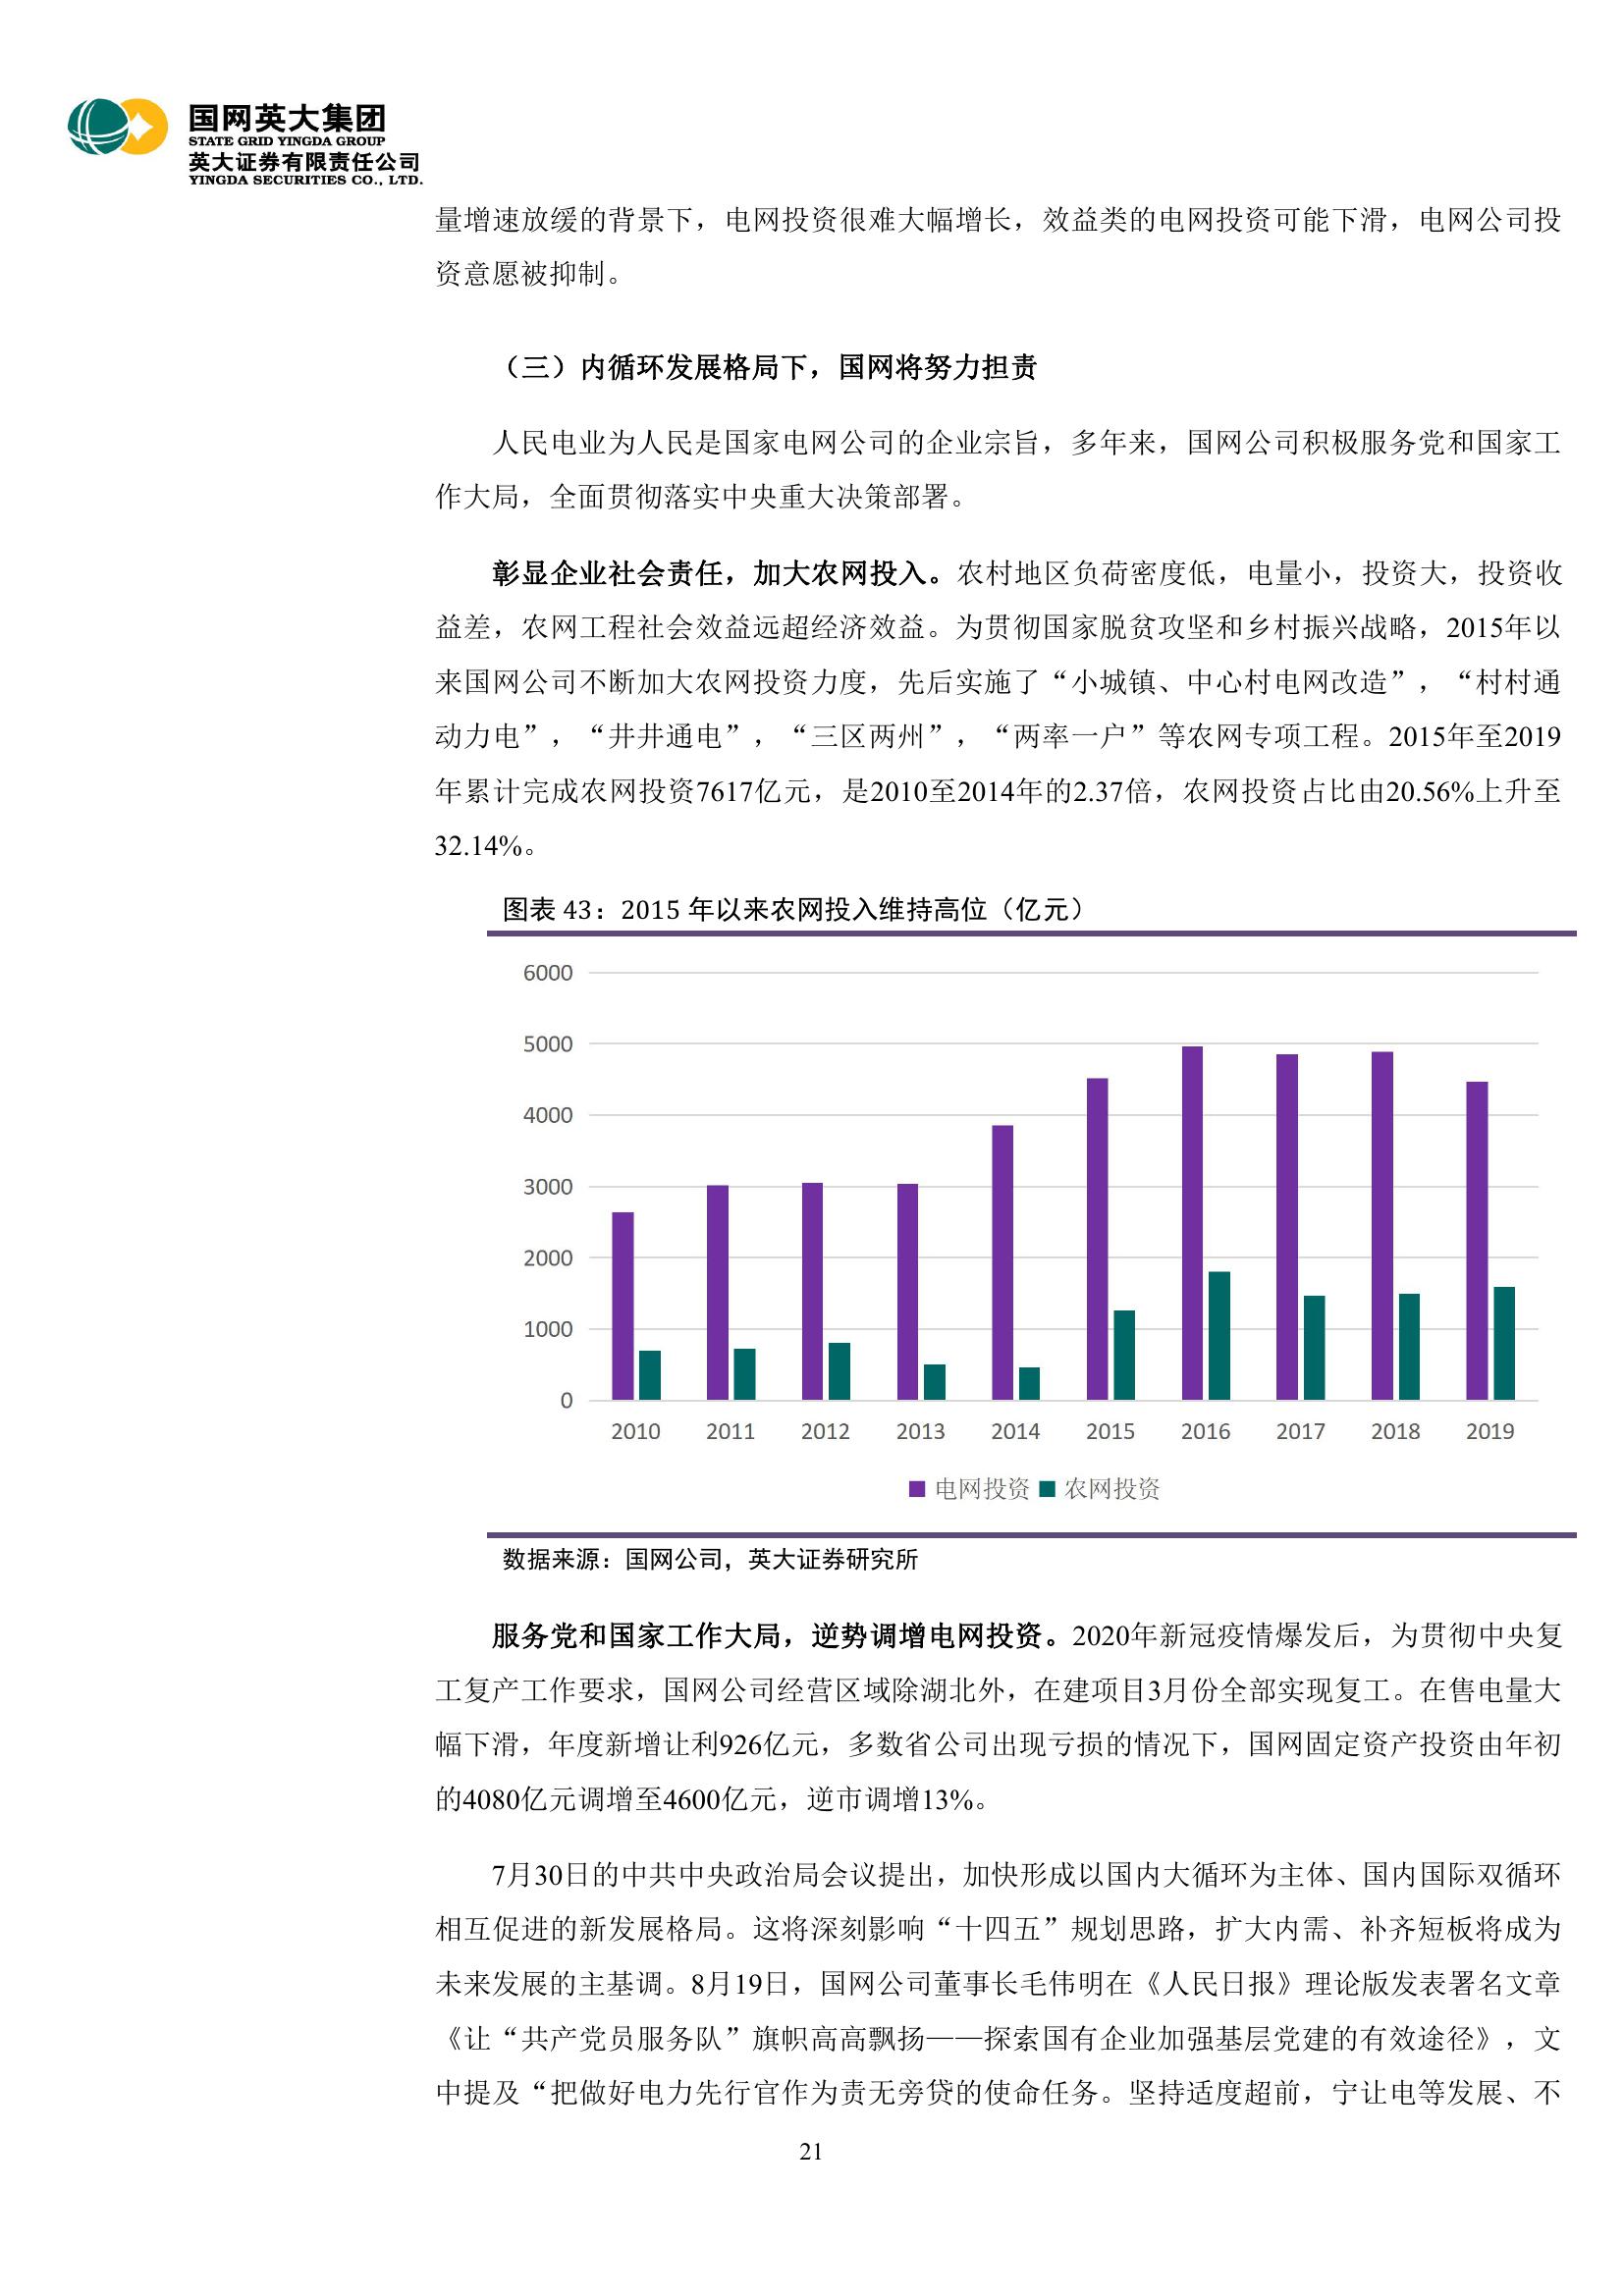 国网英大集团
STATE GRID YINGDA GROUP
英大证券有限责任公司
YINGDA SECURITIES CO., LTD.
量增速放缓的背景下，电网投资很难大幅增长，效益类的电网投资可能下滑，电网公司投
资意愿被抑制。
（三）内循环发展格局下，国网将努力担责
人民电业为人民是国家电网公司的企业宗旨，多年来，国网公司积极服务党和国家工
作大局，全面贯彻落实中央重大决策部署。
彰显企业社会责任，加大农网投入。农村地区负荷密度低，电量小，投资大，投资收
益差，农网工程社会效益远超经济效益。为贯彻国家脱贫攻坚和乡村振兴战略，2015年以
来国网公司不断加大农网投资力度，先后实施了“小城镇、中心村电网改造”，“村村通
动力电”，“井井通电”，“三区两州”，“两率一户”等农网专项工程。2015年至2019
年累计完成农网投资7617亿元，是2010至2014年的2.37倍，农网投资占比由20.56%上升至
32.14%。
图表 43：2015 年以来农网投入维持高位（亿元）
6000
5000
4000
3000
2000
1000
0
2010 2011 2012 2013 2014 2015 2016 2017 2018 2019
电网投资 农网投资
数据来源：国网公司，英大证券研究所
服务党和国家工作大局，逆势调增电网投资。2020年新冠疫情爆发后，为贯彻中央复
工复产工作要求，国网公司经营区域除湖北外，在建项目3月份全部实现复工。在售电量大
幅下滑，年度新增让利926亿元，多数省公司出现亏损的情况下，国网固定资产投资由年初
的4080亿元调增至4600亿元，逆市调增13%。
7月30日的中共中央政治局会议提出，加快形成以国内大循环为主体、国内国际双循环
相互促进的新发展格局。这将深刻影响“十四五”规划思路，扩大内需、补齐短板将成为
未来发展的主基调。8月19日，国网公司董事长毛伟明在《人民日报》理论版发表署名文章
《让“共产党员服务队”旗帜高高飘扬——探索国有企业加强基层党建的有效途径》，文
中提及“把做好电力先行官作为责无旁贷的使命任务。坚持适度超前，宁让电等发展、不
21